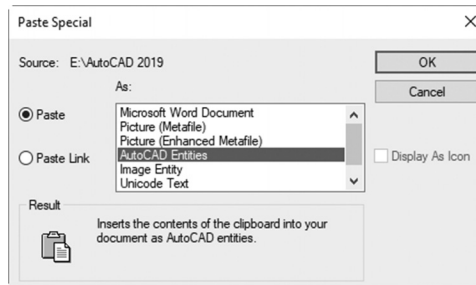 Paste Special
Source: E:\AutoCAD 2019
As:
OK
Cancel
Paste
Paste Link
Microsoft Word Document
Picture (Metafile)
Picture (Enhanced Metafile)
AutoCAD Entities
Image Entity
Unicode Text
Display As Icon
Result
Inserts the contents of the clipboard into your
document as AutoCAD entities.